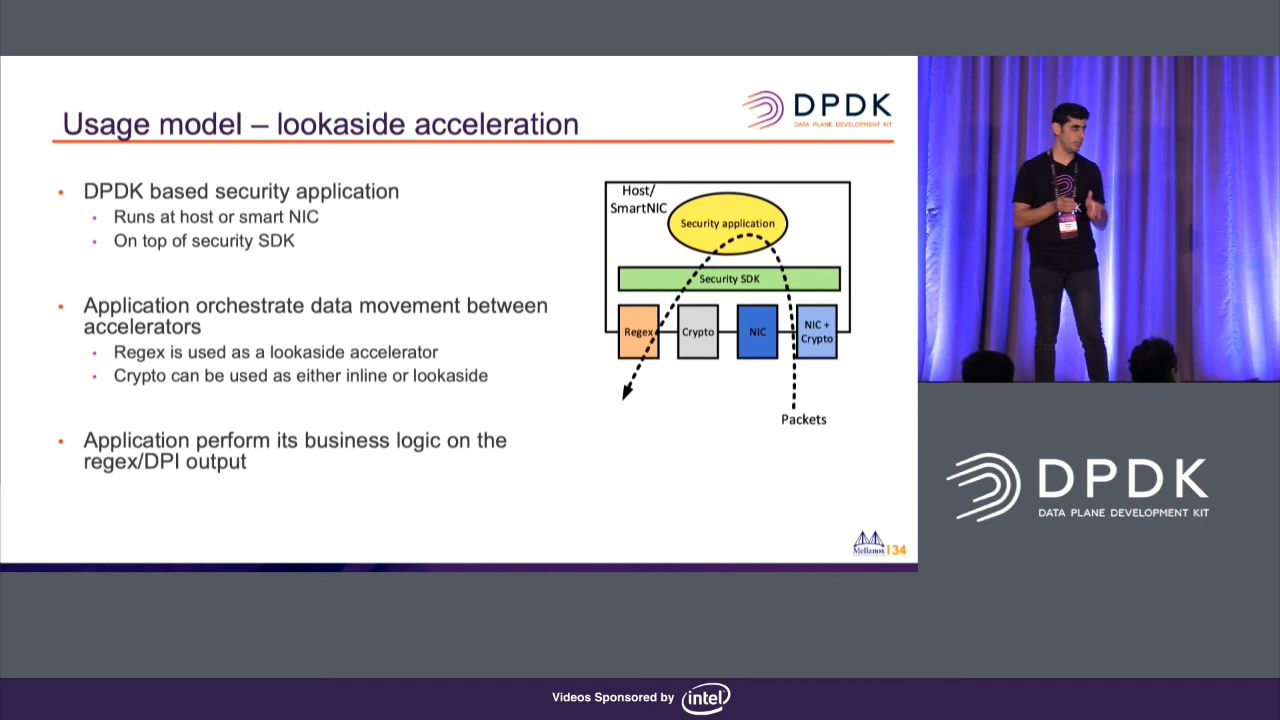 Usage model – lookaside acceleration
DPDK
DATA PLANE DEVELOPMENT KIT
• DPDK based security application
• Runs at host or smart NIC
• On top of security SDK
• Application orchestrate data movement between
accelerators
• Regex is used as a lookaside accelerator
• Crypto can be used as either inline or lookaside
• Application perform its business logic on the
regex/DPI output
Host/
SmartNIC
Security application
Security SDK
Regex
Crypto
NIC
NIC +
Crypto
Packets
Mellanox
134
DPDK
DATA PLANE DEVELOPMENT KIT
Videos Sponsored by intel